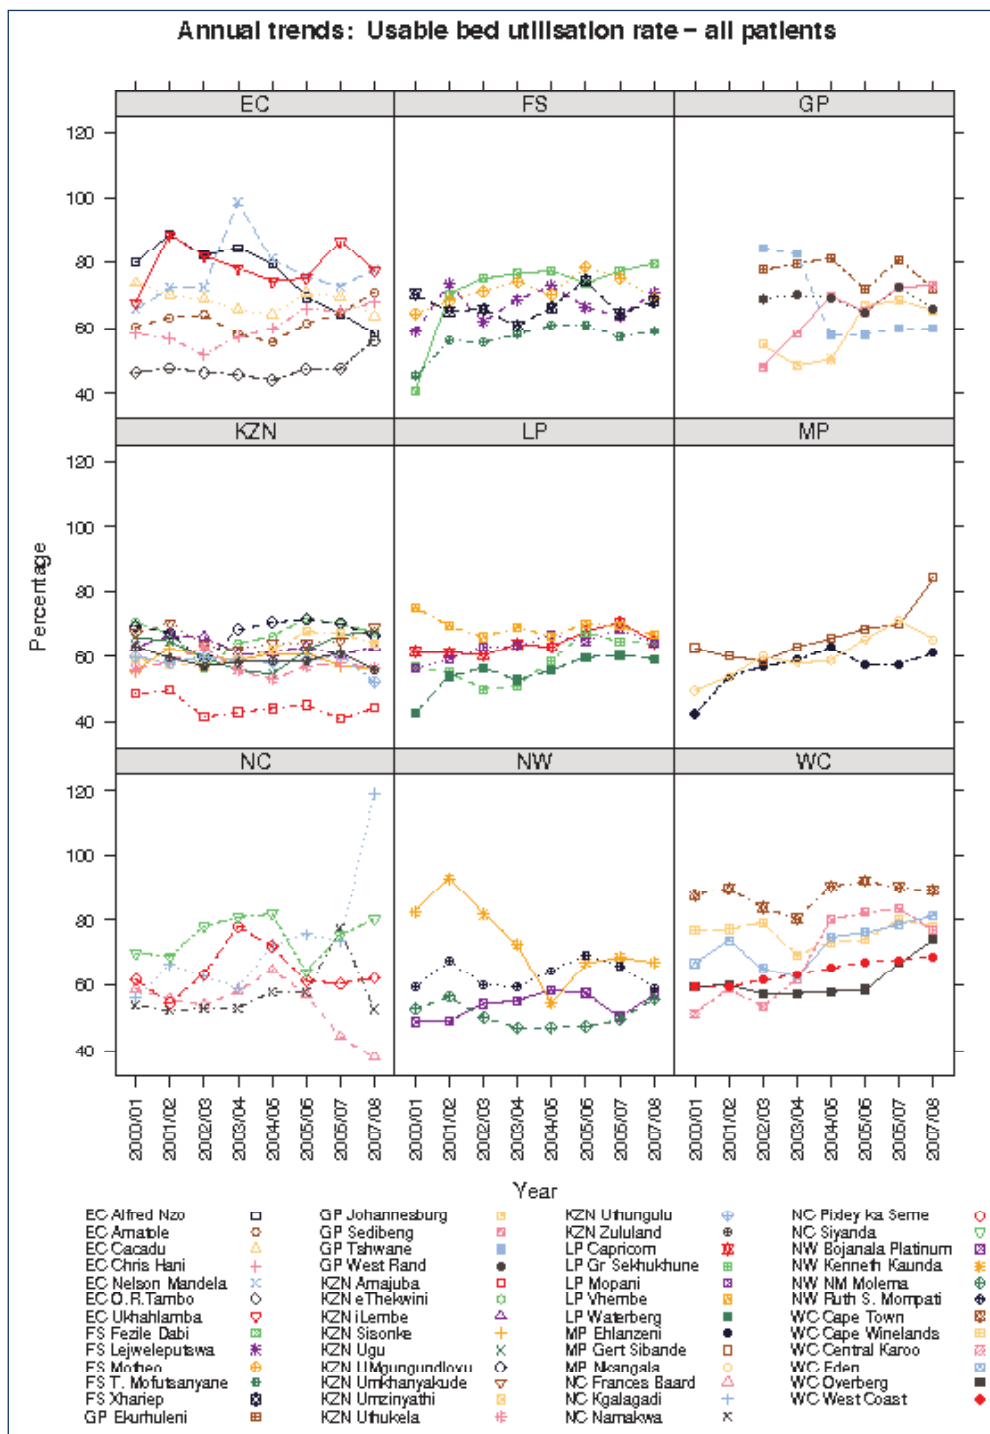 Annual trends: Usable bed utilisation rate – all patients
EC FS GP
120
100
80
60
40
KZN LP MP
120
100
80
60
40
Percentage
NC NW WC
120
100
80
60
40
2000/01 2001/02 2002/03 2003/04 2004/05 2005/06 2005/07 2007/08 2000/01 2001/02 2002/03 2003/04 2004/05 2005/06 2005/07 2007/08 2000/01 2001/02 2002/03 2003/04 2004/05 2005/06 2005/07 2007/08
Year
EC Alfred Nzo GP Johannesburg KZN Uthungulu NC Pixley ka Seme
EC Amatole GP Sedibeng KZN Zululand NC Siyanda
EC Cacadu GP Tshwane LP Capricorn NW Bojanala Platinum
EC Chris Hani GP West Rand LP Gr Sekhukhune NW Kenneth Kaunda
EC Nelson Mandela KZN Amajuba LP Mopani NW NM Molema
EC O.R.Tambo KZN eThekwini LP Vhembe NW Ruth S. Mompati
EC Ukhahlamba KZN iLembe LP Waterberg WC Cape Town
FS Fezile Dabi KZN Sisonke MP Ehlanzeni WC Cape Winelands
FS Lejweleputswa KZN Ugu MP Gert Sibande WC Central Karoo
FS Motheo KZN UMgungundlovu MP Nkangala WC Eden
FS T. Mofutsanyane KZN Umkhanyakude NC Frances Baard WC Overberg
FS Xhariep KZN Umzinyathi NC Kgalagadi WC West Coast
GP Ekurhuleni KZN Uthukela NC Namakwa